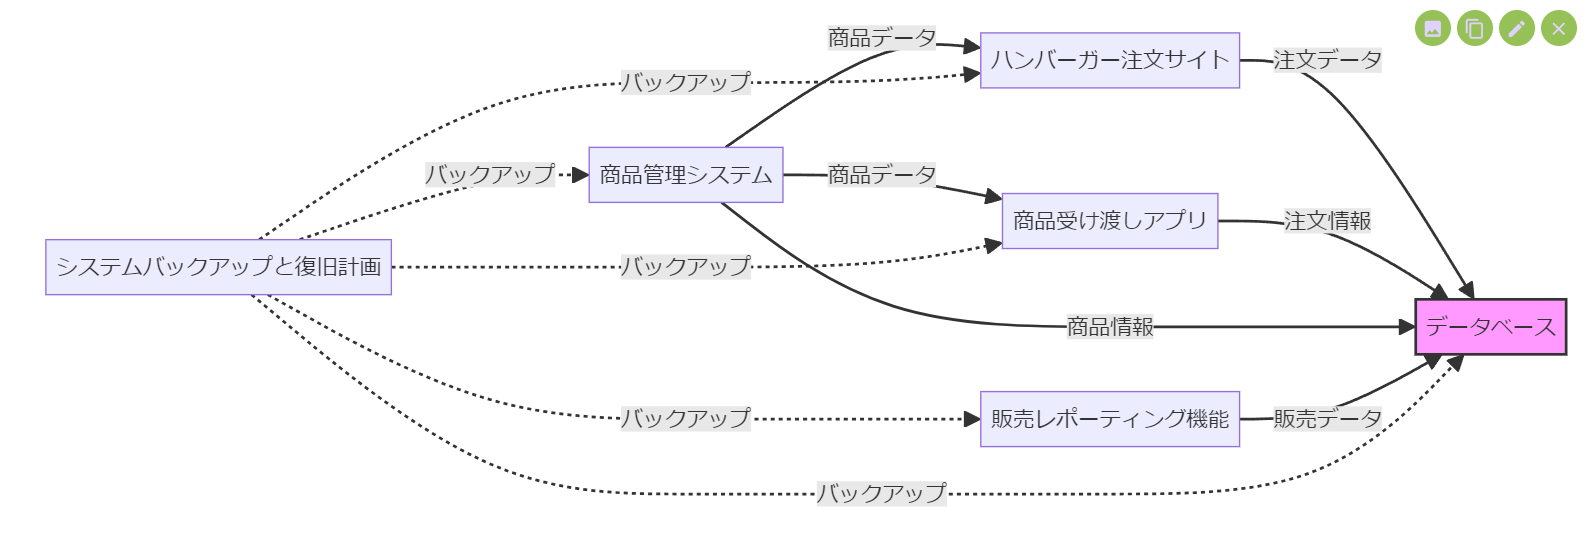 商品データ
ハンバーガー注文サイト
注文データ
バックアップ
バックアップ
商品管理システム
商品データ
商品受け渡しアプリ
注文情報
システムバックアップと復旧計画
バックアップ
商品情報
データベース
バックアップ
販売レポーティング機能
販売データ
バックアップ